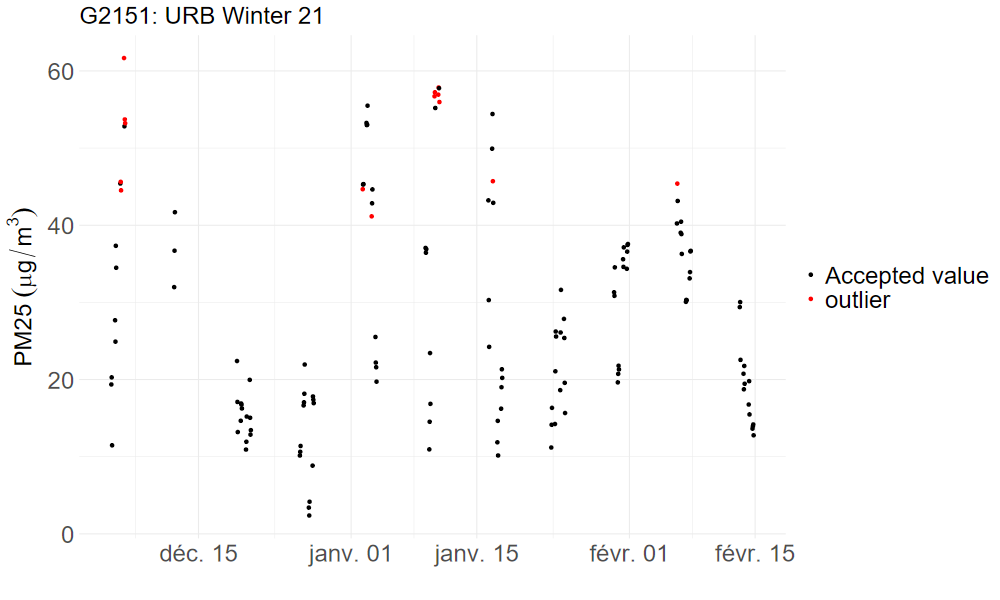 G2151: URB Winter 21
PM25 (μg/m³)
60
40
20
0
déc. 15
janv. 01
janv. 15
févr. 01
févr. 15
Accepted value
outlier